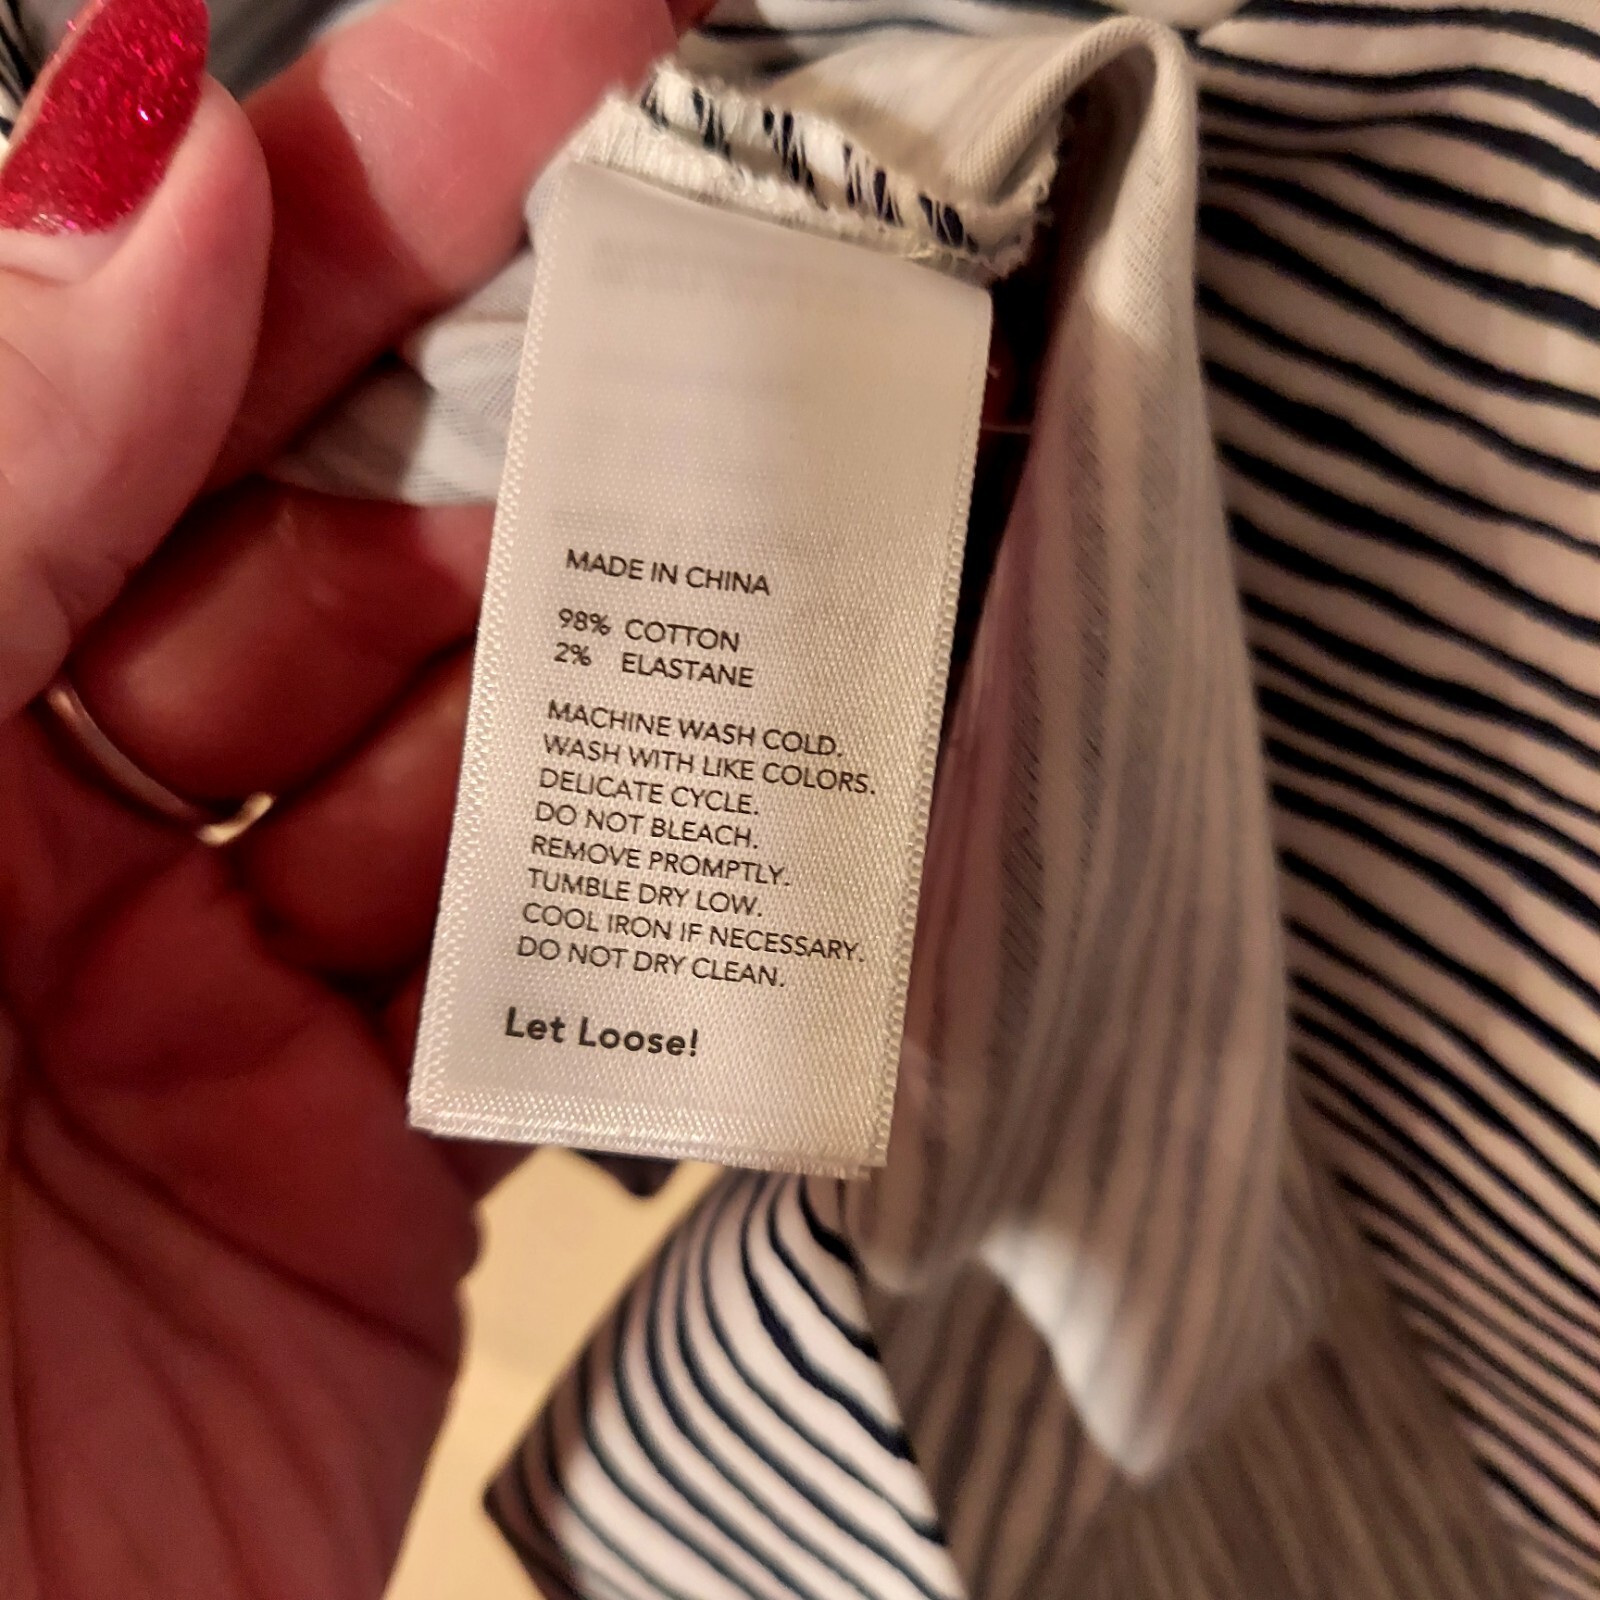 MADE IN CHINA
98% COTTON
2% ELASTANE
MACHINE WASH COLD.
WASH WITH LIKE COLORS.
DELICATE CYCLE.
DO NOT BLEACH.
REMOVE PROMPTLY.
TUMBLE DRY LOW.
COOL IRON IF NECESSARY.
DO NOT DRY CLEAN.
Let Loose!